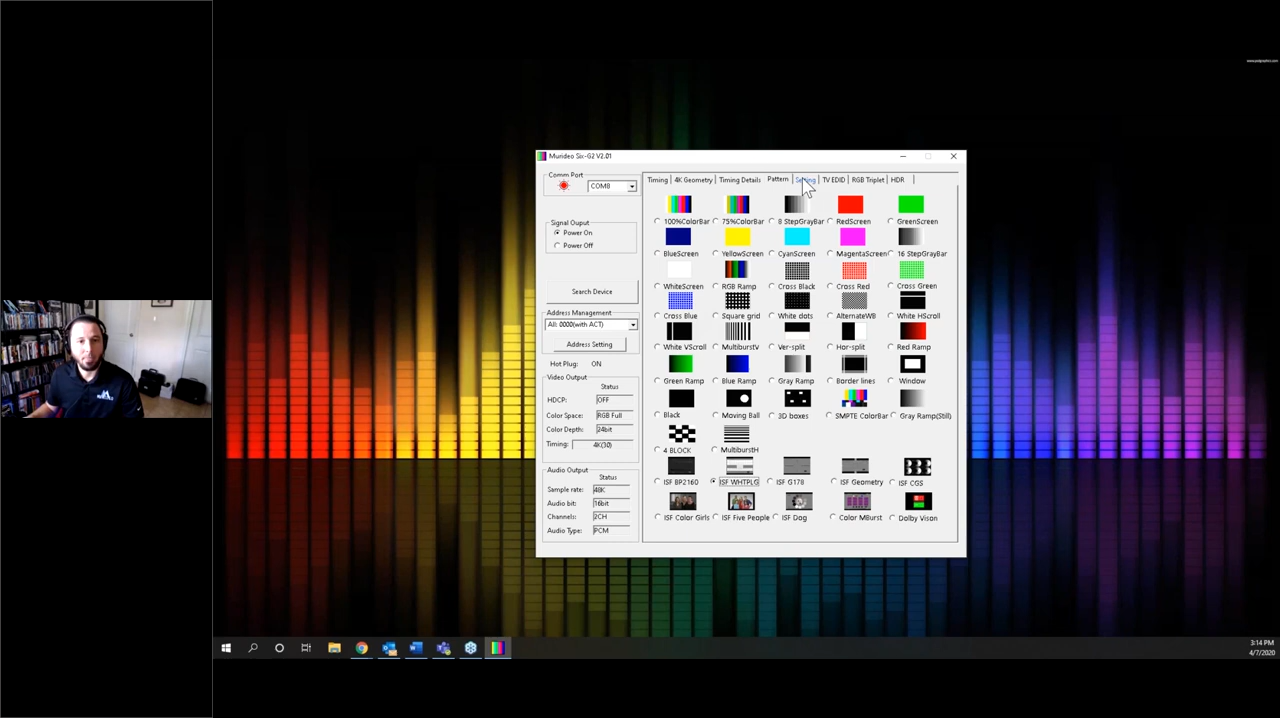 Murideo Six-G2 V2.01
Comm Port
COM8
Signal Ouput
Power On
Power Off
Search Device
Address Management
All: 0000(with ACT)
Address Setting
Hot Plug: ON
Video Output
Status
HDCP: OFF
Color Space: RGB Full
Color Depth: 24bit
Timing: 4K(30)
Audio Output
Status
Sample rate: 48K
Audio bit: 16bit
Channels: 2CH
Audio Type: PCM
Timing 4K Geometry Timing Details Pattern Setting TV EDID RGB Triplet HDR
100%ColorBar 75%ColorBar 8 StepGrayBar RedScreen GreenScreen
BlueScreen YellowScreen CyanScreen MagentaScreen 16 StepGrayBar
WhiteScreen RGB Ramp Cross Black Cross Red Cross Green
Cross Blue Square grid White dots AlternateWB White HScroll
White VScroll MultiburstV Ver-split Hor-split Red Ramp
Green Ramp Blue Ramp Gray Ramp Border lines Window
Black Moving Ball 3D boxes SMPTE ColorBar Gray Ramp(Still)
4 BLOCK MultiburstH
ISF BP2160 ISF WHTPLG ISF G178 ISF Geometry ISF CGS
ISF Color Girls ISF Five People ISF Dog Color MBurst Dolby Vison
3:14 PM
4/7/2020